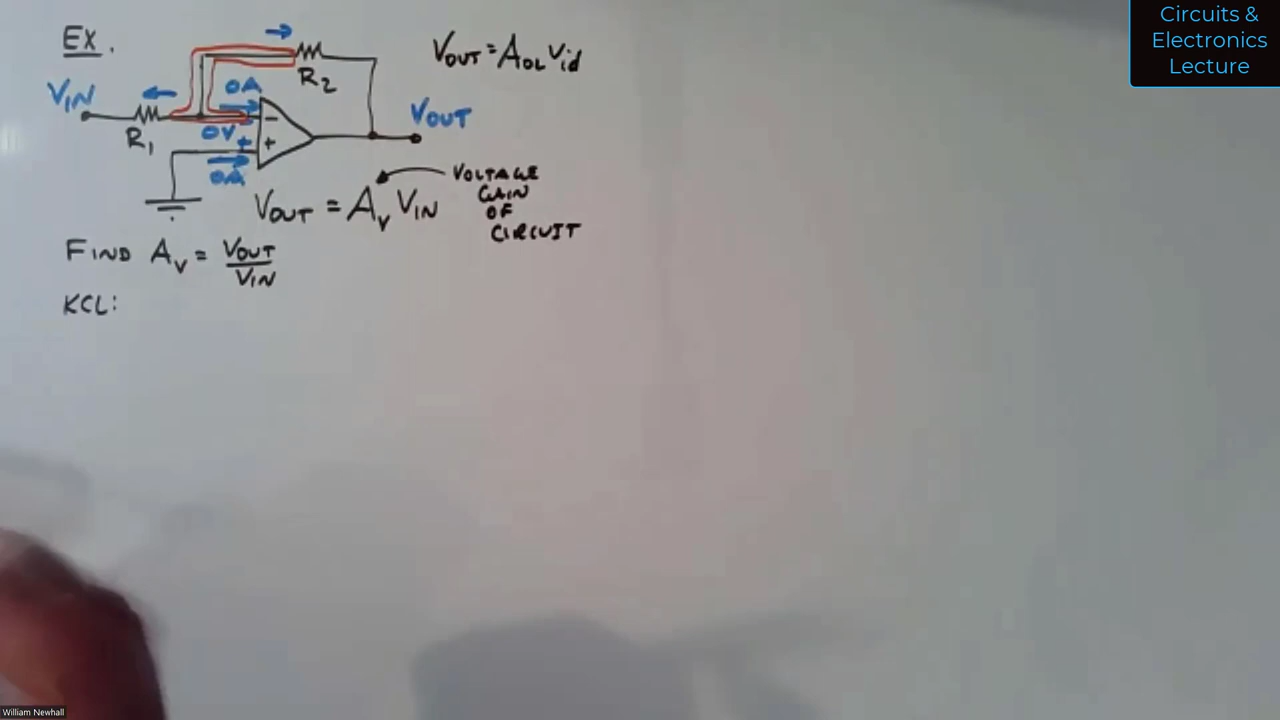 Circuits &
Electronics
Lecture
EX.
VOUT = AOL Vid
R2
VIN
0A
R1
-
VOUT
0V
+
+
0A
VOLTAGE
GAIN
OF
CIRCUIT
VOUT = Av VIN
FIND Av = VOUT
VIN
KCL:
William Newhall